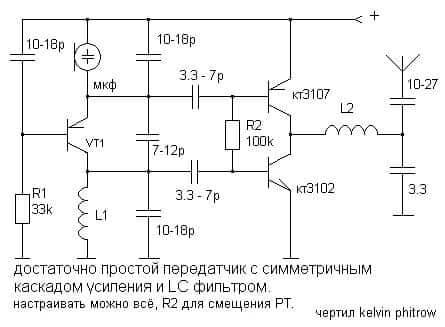 +
10-18p
10-18p
мкф
3.3 - 7p
10-27
кт3107
L2
VT1
7-12p
R2
100k
3.3 - 7p
кт3102
3.3
R1
33k
L1
10-18p
достаточно простой передатчик с симметричным
каскадом усиления и LC фильтром.
настраивать можно всё, R2 для смещения РТ.
чертил kelvin phitrow